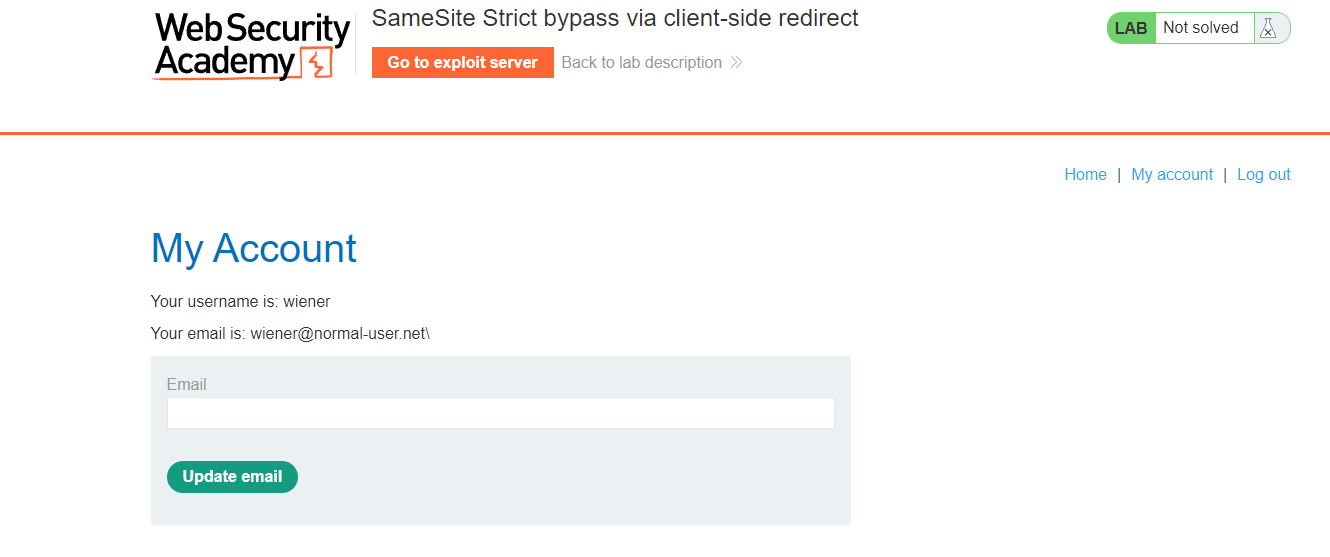 WebSecurity
Academy
SameSite Strict bypass via client-side redirect
Go to exploit server
Back to lab description
LAB Not solved
Home | My account | Log out
My Account
Your username is: wiener
Your email is: wiener@normal-user.net\
Email
Update email